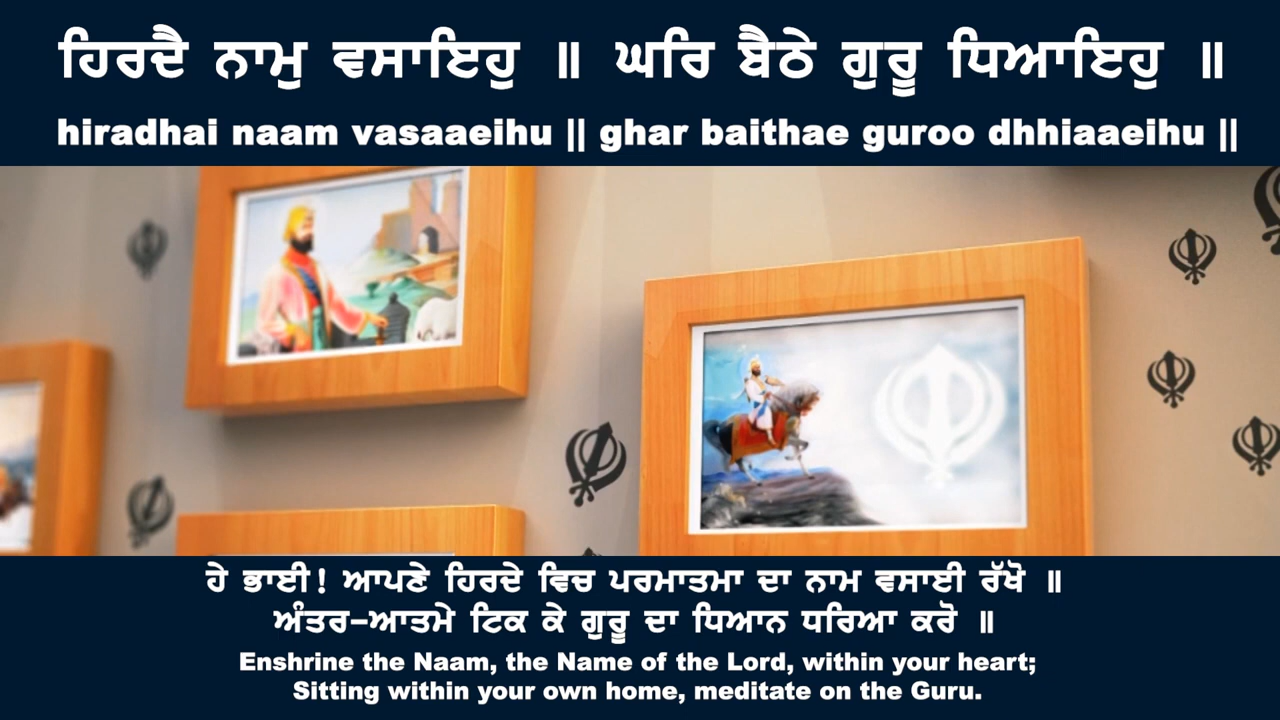 ਹਿਰਦੈ ਨਾਮੁ ਵਸਾਇਹੁ ॥ ਘਰਿ ਬੈਠੇ ਗੁਰੂ ਧਿਆਇਹੁ ॥
hiradhai naam vasaaeihu || ghar baithae guroo dhhiaaeihu ||
ਹੇ ਭਾਈ! ਆਪਣੇ ਹਿਰਦੇ ਵਿਚ ਪਰਮਾਤਮਾ ਦਾ ਨਾਮ ਵਸਾਈ ਰੱਖੋ ॥
ਅੰਤਰ-ਆਤਮੇ ਟਿਕ ਕੇ ਗੁਰੂ ਦਾ ਧਿਆਨ ਧਰਿਆ ਕਰੋ ॥
Enshrine the Naam, the Name of the Lord, within your heart;
Sitting within your own home, meditate on the Guru.